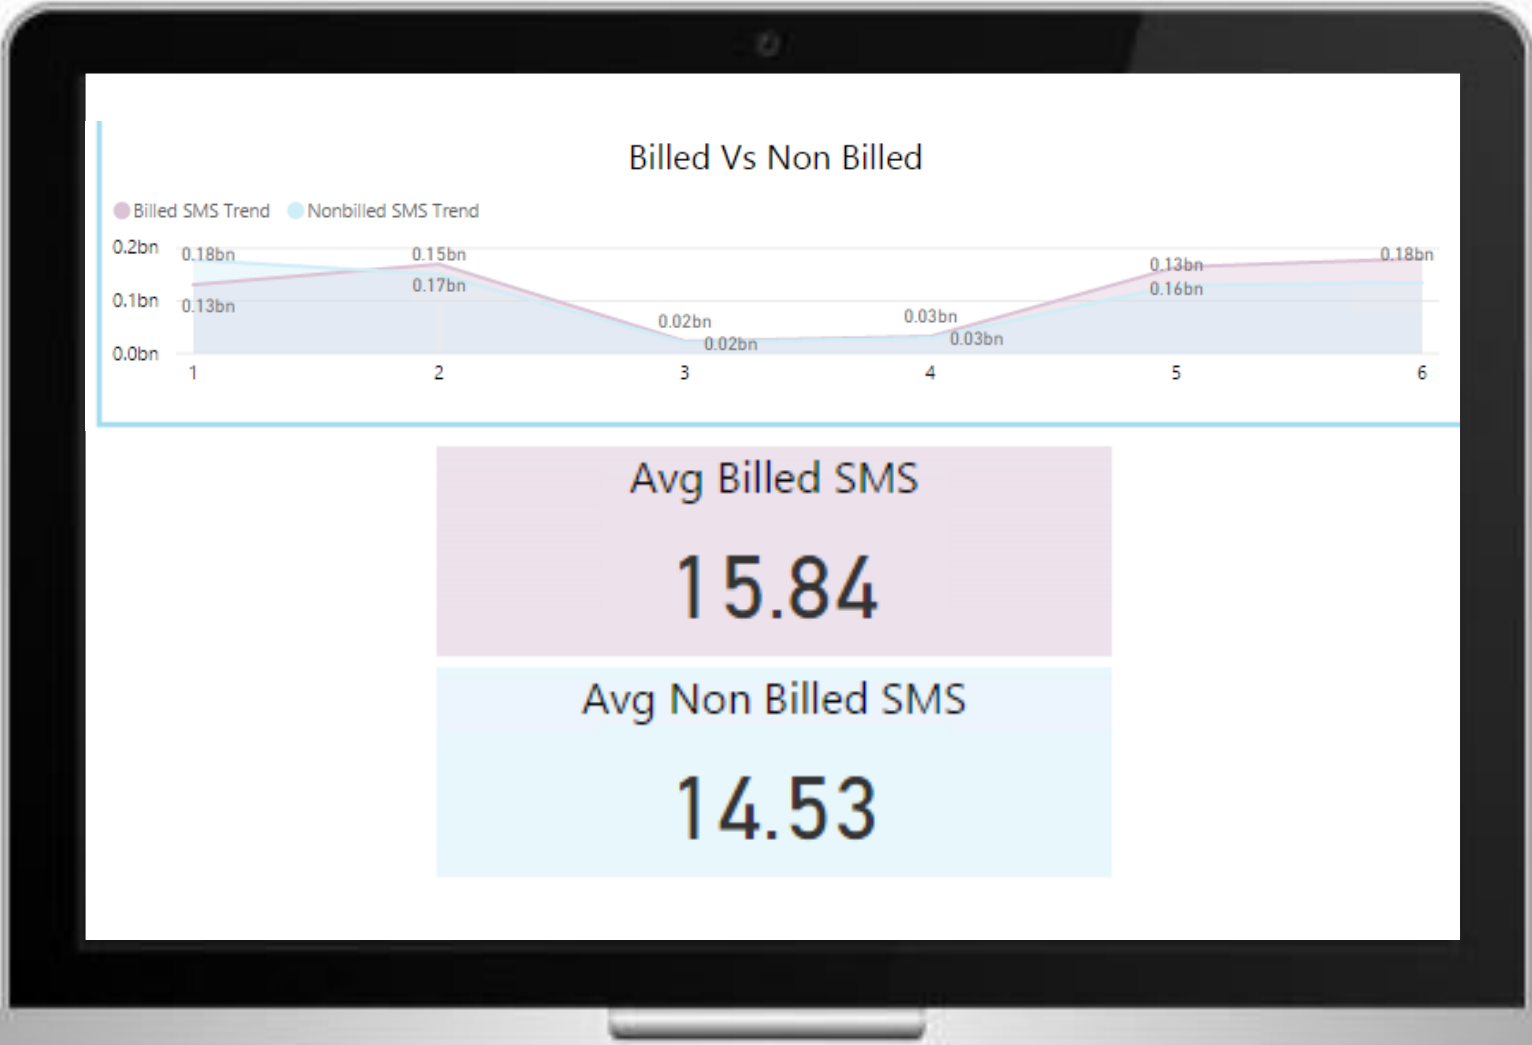 Billed Vs Non Billed
Billed SMS Trend Nonbilled SMS Trend
0.2bn
0.18bn 0.15bn 0.13bn 0.18bn
0.17bn 0.16bn
0.1bn
0.13bn 0.02bn 0.03bn
0.02bn 0.03bn
0.0bn
1 2 3 4 5 6
Avg Billed SMS
15.84
Avg Non Billed SMS
14.53